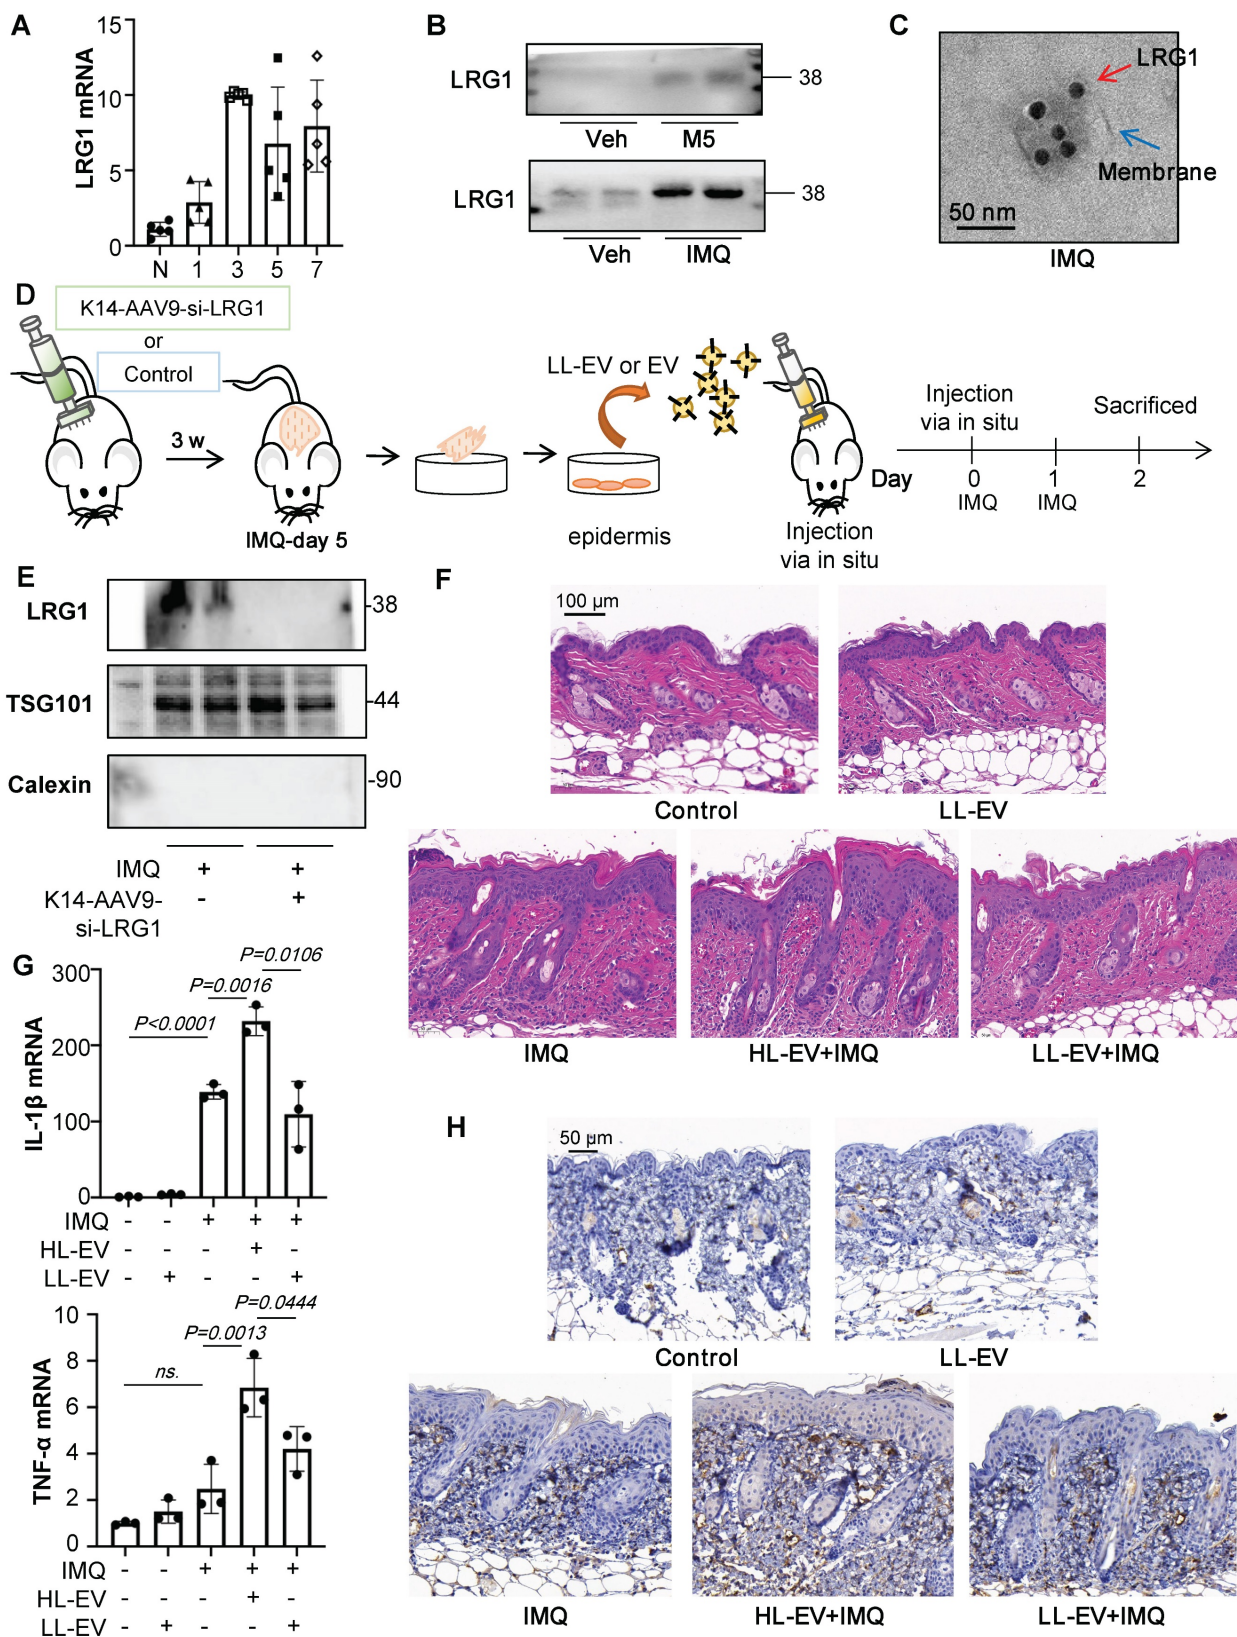 A
LRG1 mRNA
15
10
5
0
N 1 3 5 7
B
LRG1
38
Veh M5
LRG1
38
Veh IMQ
C
LRG1
Membrane
50 nm
IMQ
D
K14-AAV9-si-LRG1
or
Control
3 w
IMQ-day 5
LL-EV or EV
epidermis
Injection
via in situ
Injection
via in situ
Sacrificed
Day
0 1 2
IMQ IMQ
E
LRG1
-38
TSG101
-44
Calexin
-90
IMQ + +
K14-AAV9- - +
si-LRG1
F
100 µm
Control LL-EV
IMQ HL-EV+IMQ LL-EV+IMQ
G
IL-1β mRNA
300
200
100
0
P<0.0001
P=0.0016
P=0.0106
IMQ - - + + +
HL-EV - - - + -
LL-EV - + - - +
TNF-α mRNA
10
8
6
4
2
0
ns.
P=0.0013
P=0.0444
IMQ - - + + +
HL-EV - - - + -
LL-EV - + - - +
H
50 µm
Control LL-EV
IMQ HL-EV+IMQ LL-EV+IMQ